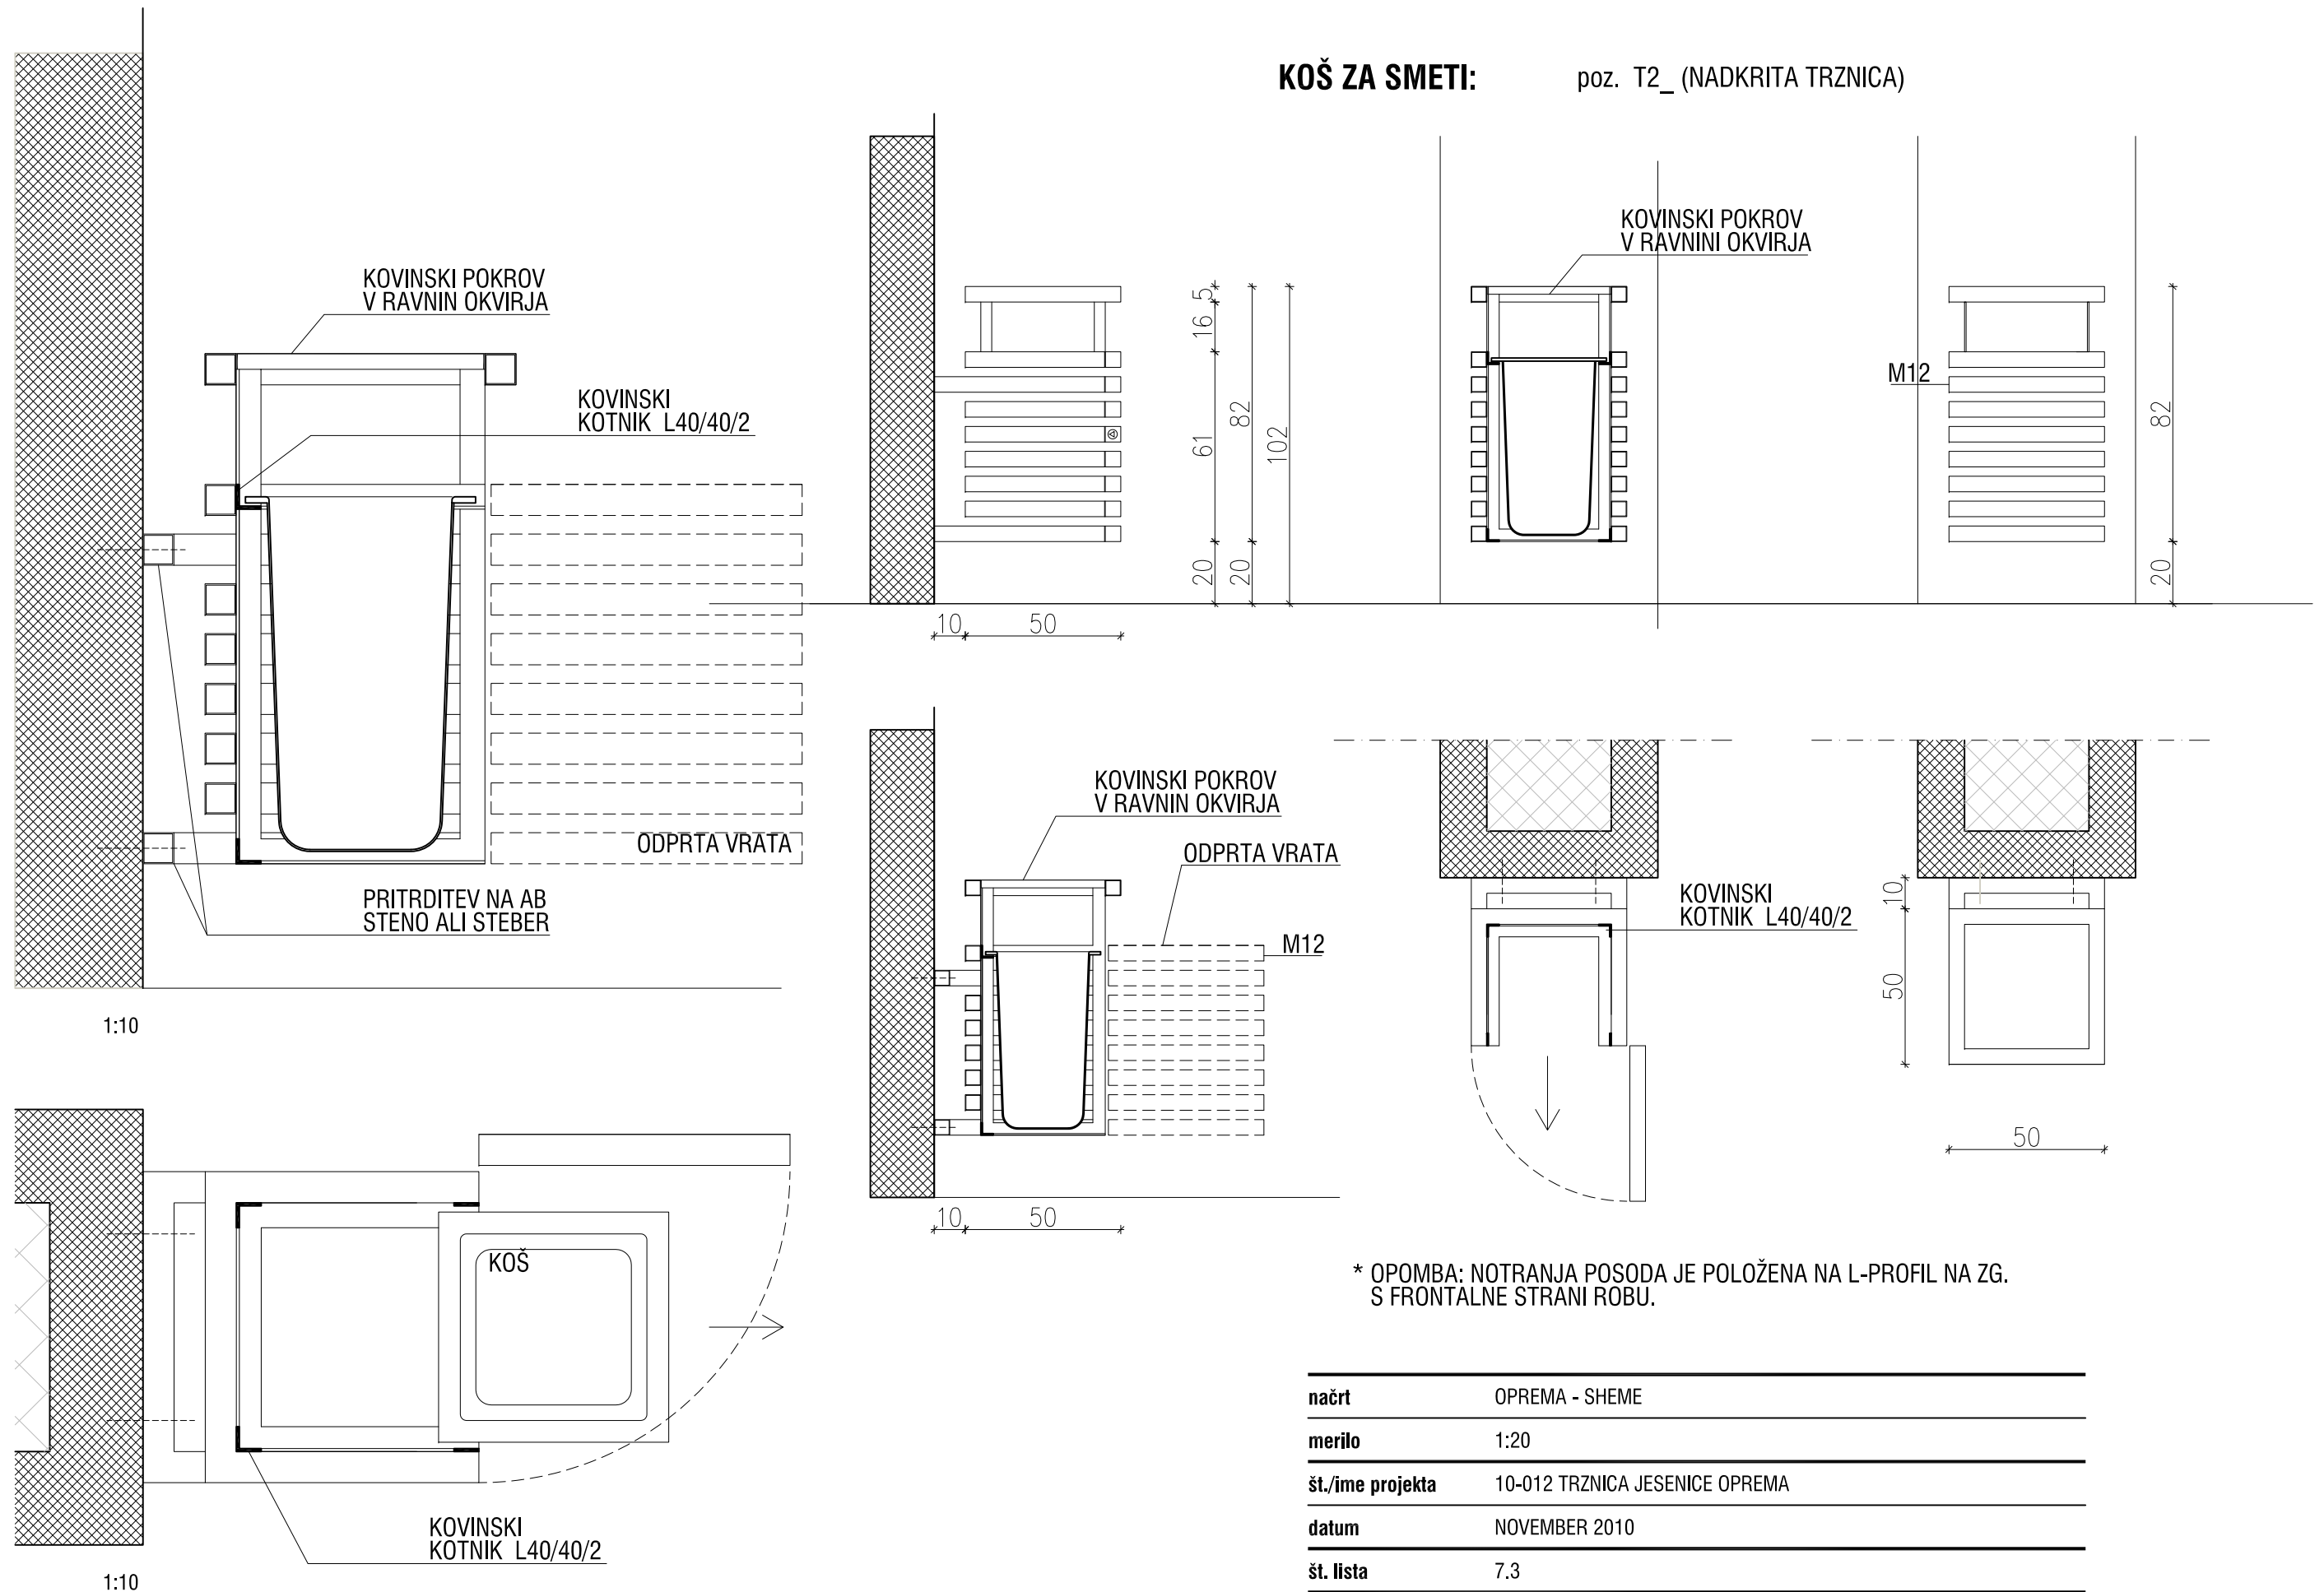 KOŠ ZA SMETI: poz. T2_ (NADKRITA TRZNICA)
KOVINSKI POKROV
V RAVNIN OKVIRJA
KOVINSKI
KOTNIK L40/40/2
ODPRTA VRATA
PRITRDITEV NA AB
STENO ALI STEBER
1:10
5
16
61
20
82
20
102
10 50
KOVINSKI POKROV
V RAVNINI OKVIRJA
M12
82
20
KOVINSKI POKROV
V RAVNIN OKVIRJA
ODPRTA VRATA
M12
10 50
KOVINSKI
KOTNIK L40/40/2
10
50
50
KOŠ
KOVINSKI
KOTNIK L40/40/2
1:10
* OPOMBA: NOTRANJA POSODA JE POLOŽENA NA L-PROFIL NA ZG.
S FRONTALNE STRANI ROBU.
načrt OPREMA - SHEME
merilo 1:20
št./ime projekta 10-012 TRZNICA JESENICE OPREMA
datum NOVEMBER 2010
št. lista 7.3